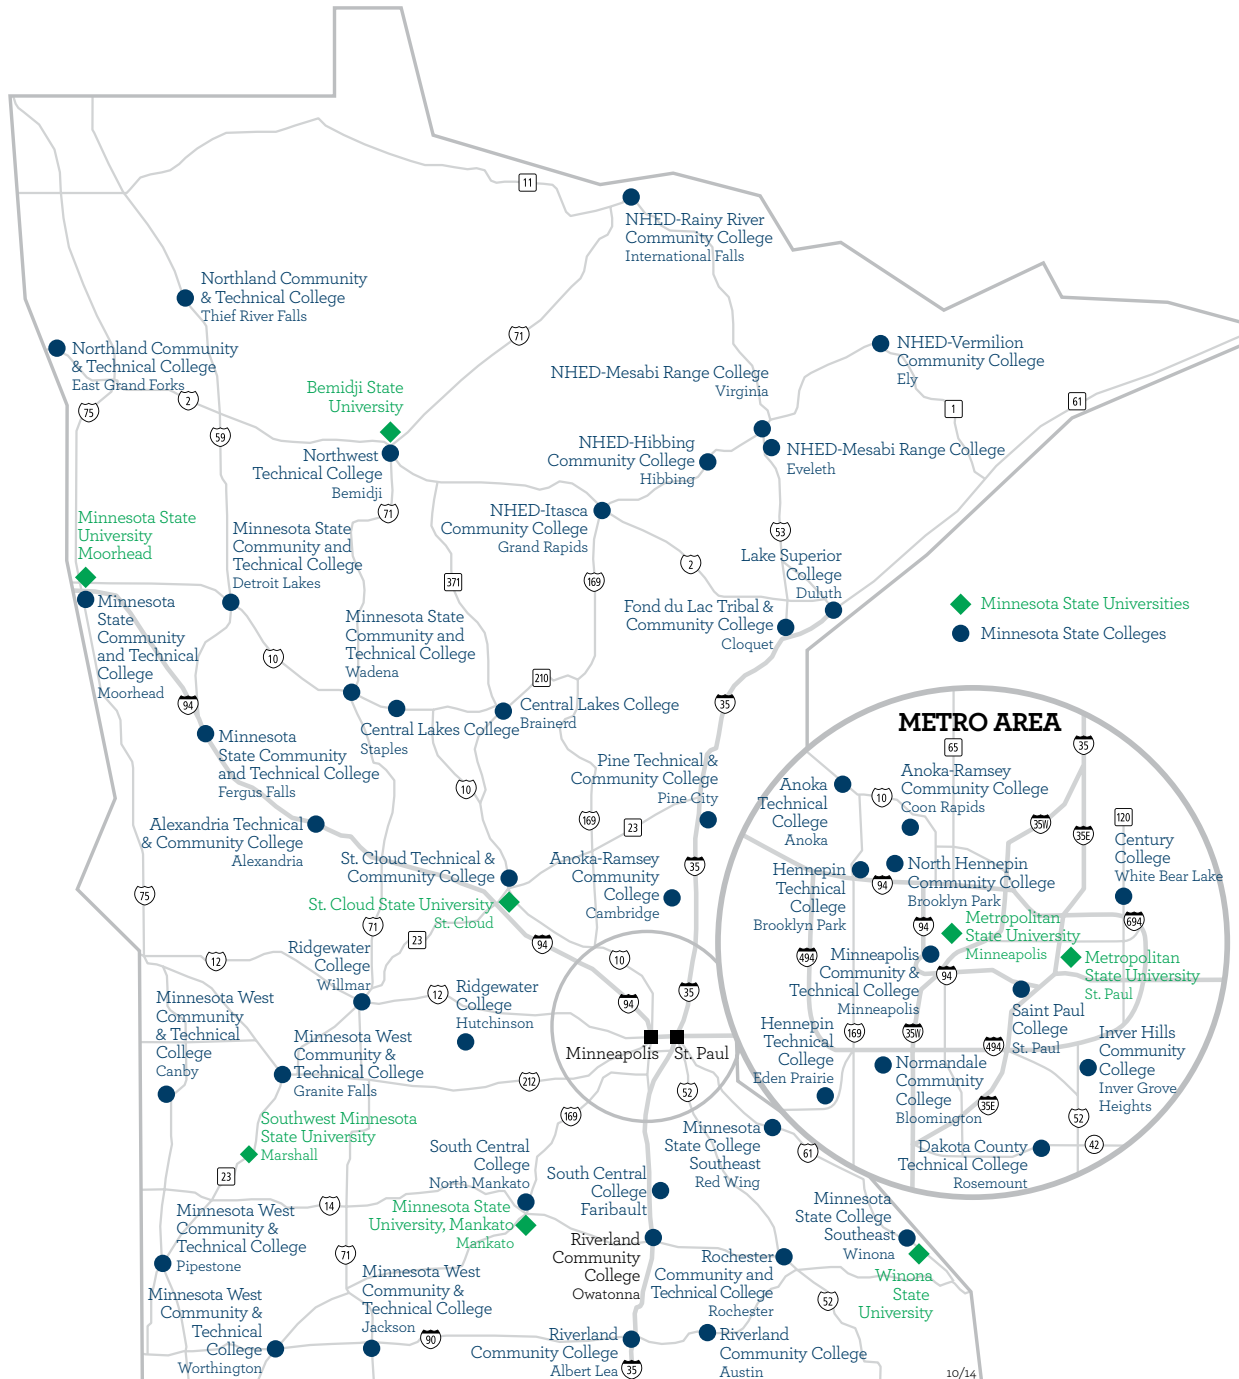 11
NHED-Rainy River
Community College
International Falls
Northland Community
& Technical College
Thief River Falls
71
Northland Community
& Technical College
East Grand Forks
NHED-Vermilion
Community College
Ely
NHED-Mesabi Range College
Virginia
Bemidji State
University
75
2
59
1
61
NHED-Hibbing
Community College
Hibbing
NHED-Mesabi Range College
Eveleth
Northwest
Technical College
Bemidji
71
NHED-Itasca
Community College
Grand Rapids
Minnesota State
University
Moorhead
Minnesota State
Community and
Technical College
Detroit Lakes
53
371
169
2
Lake Superior
College
Duluth
Minnesota
State
Community
and Technical
College
Moorhead
Minnesota State
Community and
Technical College
Wadena
Fond du Lac Tribal &
Community College
Cloquet
Minnesota State Universities
Minnesota State Colleges
10
210
94
35
Central Lakes College
Brainerd
Central Lakes College
Staples
Minnesota
State Community
and Technical College
Fergus Falls
Pine Technical &
Community College
Pine City
10
169
23
Alexandria Technical
& Community College
Alexandria
St. Cloud Technical &
Community College
Anoka-Ramsey
Community
College
Cambridge
35
75
St. Cloud State University
St. Cloud
71
23
94
12
10
Ridgewater
College
Willmar
12
Ridgewater
College
Hutchinson
94
35
Minnesota West
Community
& Technical
College
Canby
Minnesota West
Community &
Technical College
Granite Falls
Minneapolis
St. Paul
212
52
169
Southwest Minnesota
State University
Marshall
23
South Central
College
North Mankato
South Central
College
Faribault
Minnesota
State College
Southeast
Red Wing
61
14
Minnesota State
University, Mankato
Mankato
Minnesota West
Community &
Technical College
Pipestone
71
Riverland
Community
College
Owatonna
Rochester
Community and
Technical College
Rochester
Minnesota
State College
Southeast
Winona
Winona
State
University
52
Minnesota West
Community &
Technical
College
Worthington
Minnesota West
Community &
Technical College
Jackson
90
Riverland
Community College
Albert Lea
35
Riverland
Community College
Austin
10/14
METRO AREA
65
35
Anoka
Technical
College
Anoka
10
Anoka-Ramsey
Community College
Coon Rapids
35W
35E
120
Century
College
White Bear Lake
Hennepin
Technical
College
Brooklyn Park
94
North Hennepin
Community College
Brooklyn Park
694
94
Metropolitan
State University
Minneapolis
494
Minneapolis
Community &
Technical College
Minneapolis
94
Metropolitan
State University
St. Paul
Saint Paul
College
St. Paul
169
35W
494
Hennepin
Technical
College
Eden Prairie
Normandale
Community
College
Bloomington
Inver Hills
Community
College
Inver Grove
Heights
35E
52
42
Dakota County
Technical College
Rosemount